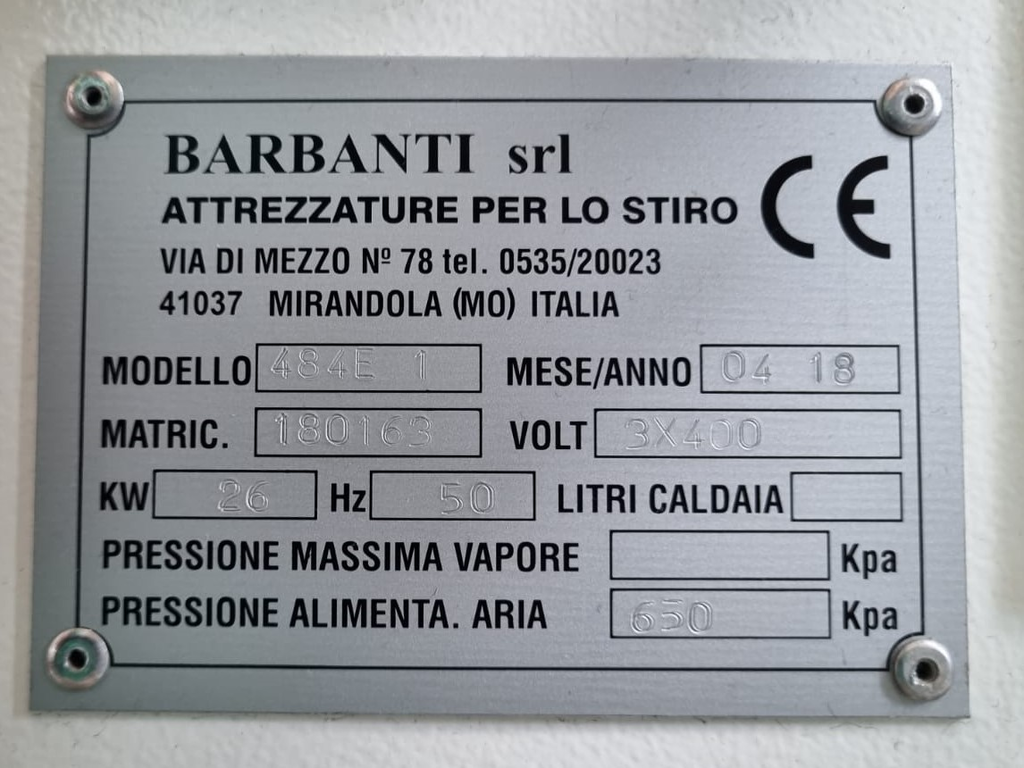 BARBANTI srl
ATTREZZATURE PER LO STIRO CE
VIA DI MEZZO Nº 78 tel. 0535/20023
41037 MIRANDOLA (MO) ITALIA
MODELLO 484E 1 MESE/ANNO 04 18
MATRIC. 180163 VOLT 3X400
KW 26 Hz 50 LITRI CALDAIA
PRESSIONE MASSIMA VAPORE Kpa
PRESSIONE ALIMENTA. ARIA 650 Kpa